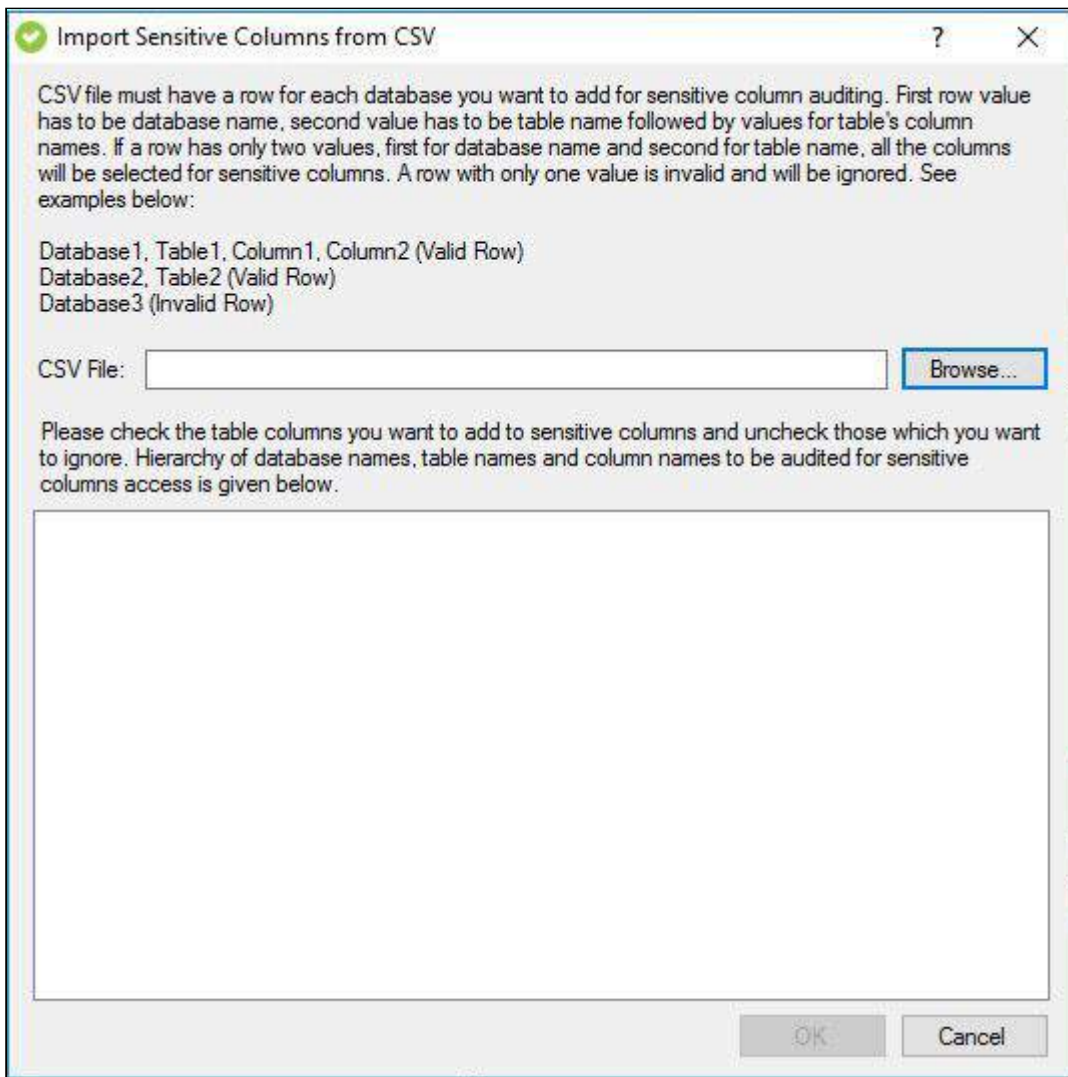 Import Sensitive Columns from CSV ?
CSV file must have a row for each database you want to add for sensitive column auditing. First row value
has to be database name, second value has to be table name followed by values for table's column
names. If a row has only two values, first for database name and second for table name, all the columns
will be selected for sensitive columns. A row with only one value is invalid and will be ignored. See
examples below:
Database1, Table1, Column1, Column2 (Valid Row)
Database2, Table2 (Valid Row)
Database3 (Invalid Row)
CSV File: Browse...
Please check the table columns you want to add to sensitive columns and uncheck those which you want
to ignore. Hierarchy of database names, table names and column names to be audited for sensitive
columns access is given below.
OK Cancel